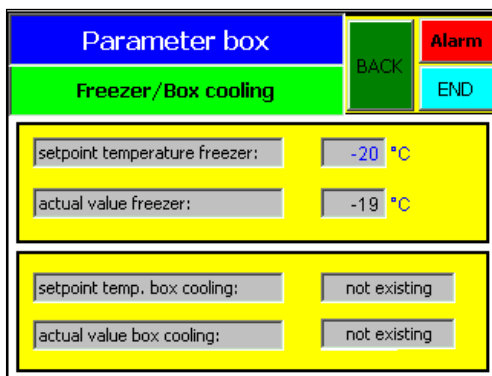 Parameter box
BACK
Alarm
Freezer/Box cooling
END
setpoint temperature freezer: -20 °C
actual value freezer: -19 °C
setpoint temp. box cooling: not existing
actual value box cooling: not existing